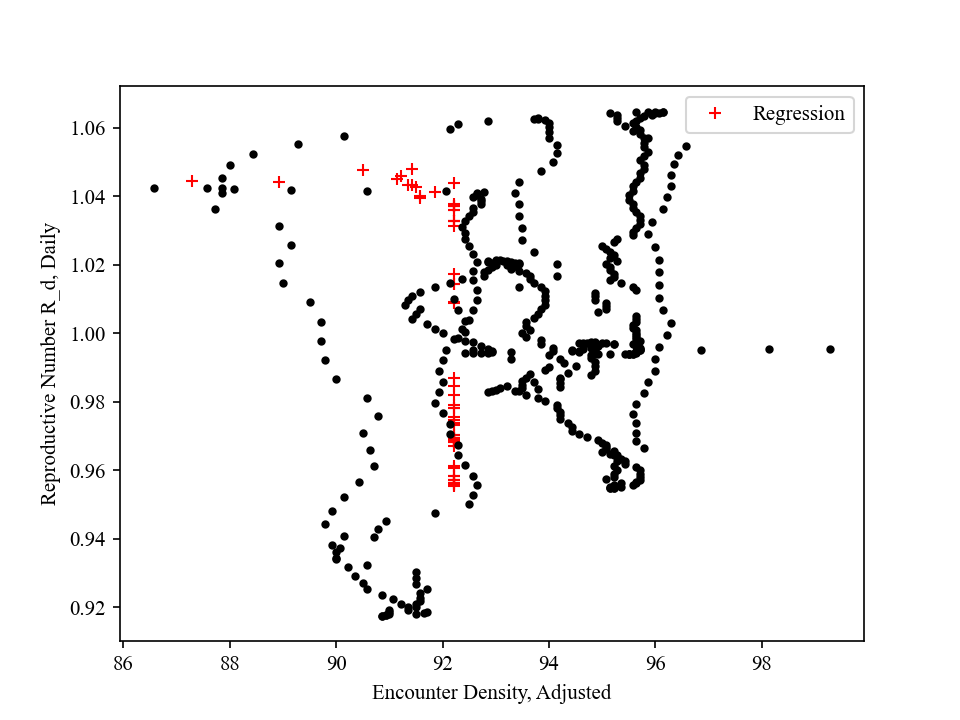 Regression
1.06
1.04
1.02
1.00
0.98
0.96
0.94
0.92
Reproductive Number R_d, Daily
86 88 90 92 94 96 98
Encounter Density, Adjusted